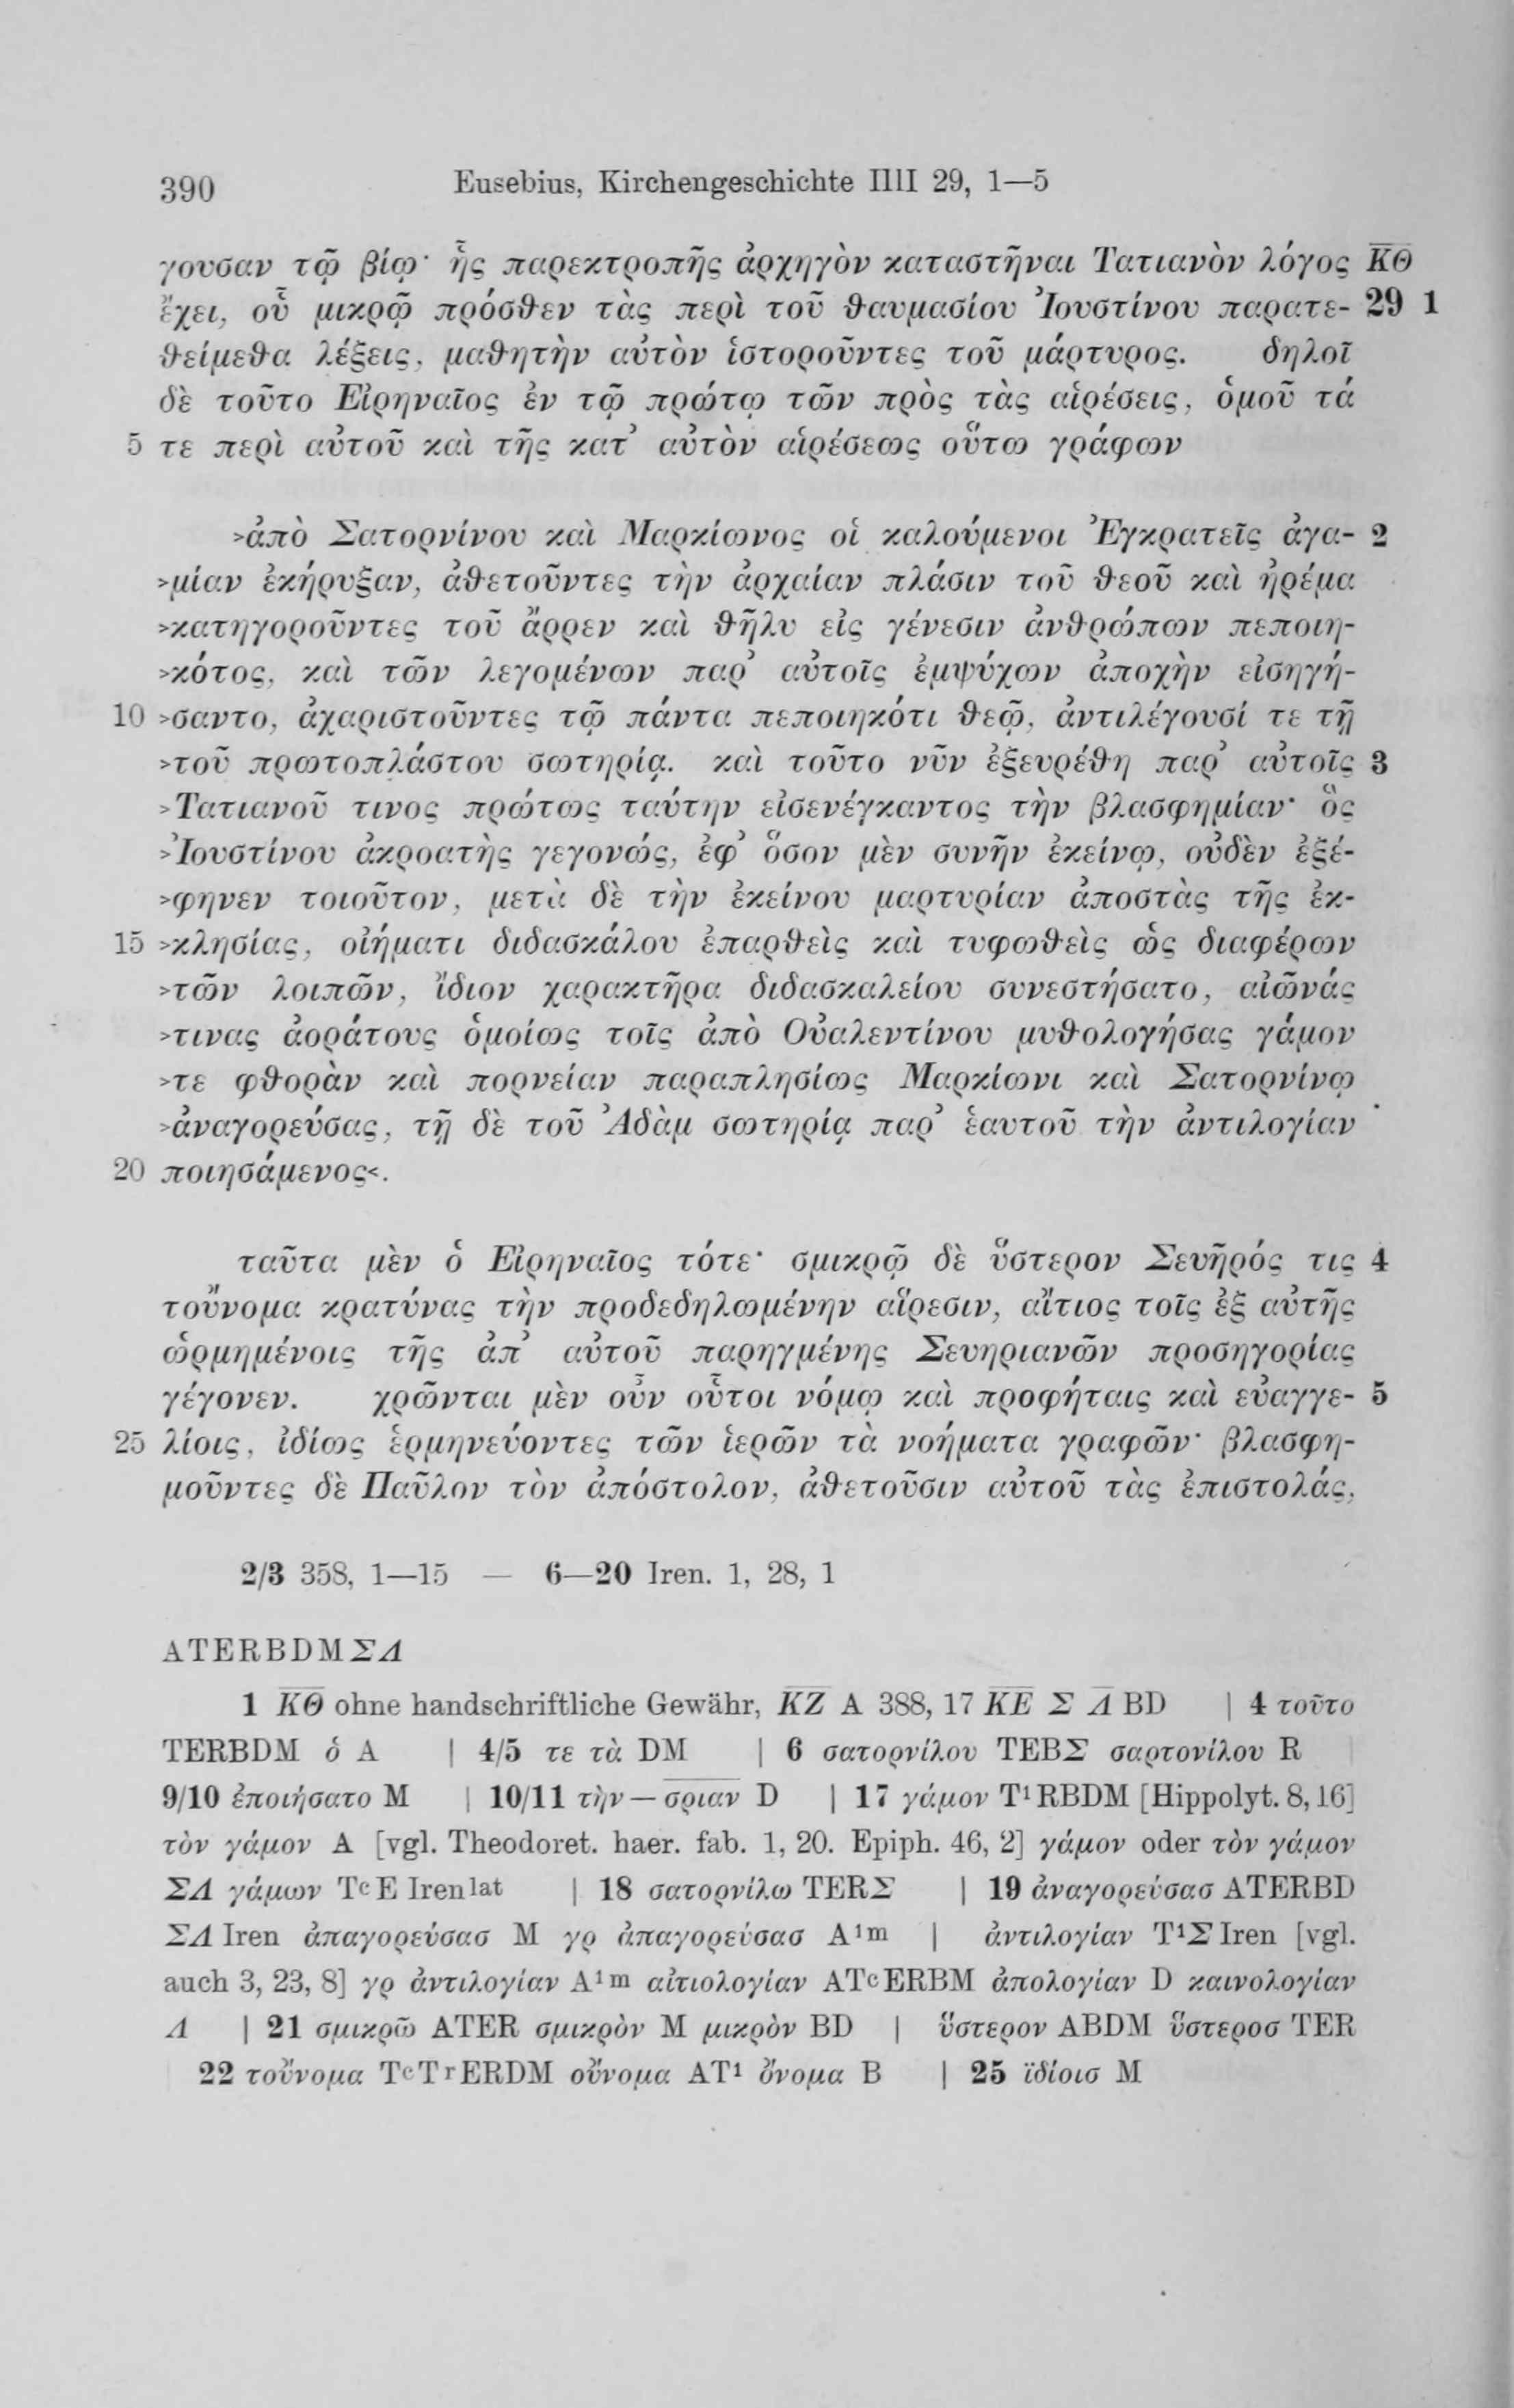 390 Eusebius, Kirchengeschichte IIII 29, 1—5
γουσαν τῷ βίῳ· ἧς παρεκτροπῆς ἀρχηγὸν καταστῆναι Τατιανὸν λόγος K̅Θ̅
ἔχει, οὗ μικρῷ πρόσθεν τὰς περὶ τοῦ θαυμασίου Ἰουστίνου παρατε- 29 1
θείμεθα λέξεις, μαθητὴν αὐτὸν ἱστοροῦντες τοῦ μάρτυρος. δηλοῖ
δὲ τοῦτο Εἰρηναῖος ἐν τῷ πρώτῳ τῶν πρὸς τὰς αἱρέσεις, ὁμοῦ τά
5 τε περὶ αὐτοῦ καὶ τῆς κατ᾽ αὐτὸν αἱρέσεως οὕτω γράφων
>ἀπὸ Σατορνίνου καὶ Μαρκίωνος οἱ καλούμενοι Ἐγκρατεῖς ἀγα- 2
>μίαν ἐκήρυξαν, ἀθετοῦντες τὴν ἀρχαίαν πλάσιν τοῦ θεοῦ καὶ ἠρέμα
>κατηγοροῦντες τοῦ ἄρρεν καὶ θῆλυ εἰς γένεσιν ἀνθρώπων πεποιη-
>κότος, καὶ τῶν λεγομένων παρ᾽ αὐτοῖς ἐμψύχων ἀποχὴν εἰσηγή-
10 >σαντο, ἀχαριστοῦντες τῷ πάντα πεποιηκότι θεῷ, ἀντιλέγουσί τε τῇ
>τοῦ πρωτοπλάστου σωτηρίᾳ. καὶ τοῦτο νῦν ἐξευρέθη παρ᾽ αὐτοῖς 3
>Τατιανοῦ τινος πρώτως ταύτην εἰσενέγκαντος τὴν βλασφημίαν· ὃς
>Ἰουστίνου ἀκροατὴς γεγονώς, ἐφ᾽ ὅσον μὲν συνῆν ἐκείνῳ, οὐδὲν ἐξέ-
>φηνεν τοιοῦτον, μετὰ δὲ τὴν ἐκείνου μαρτυρίαν ἀποστὰς τῆς ἐκ-
15 >κλησίας, οἰήματι διδασκάλου ἐπαρθεὶς καὶ τυφωθεὶς ὡς διαφέρων
>τῶν λοιπῶν, ἴδιον χαρακτῆρα διδασκαλείου συνεστήσατο, αἰῶνάς
>τινας ἀοράτους ὁμοίως τοῖς ἀπὸ Οὐαλεντίνου μυθολογήσας γάμον
>τε φθορὰν καὶ πορνείαν παραπλησίως Μαρκίωνι καὶ Σατορνίνῳ
>ἀναγορεύσας, τῇ δὲ τοῦ Ἀδὰμ σωτηρίᾳ παρ᾽ ἑαυτοῦ τὴν ἀντιλογίαν
20 ποιησάμενος<.
ταῦτα μὲν ὁ Εἰρηναῖος τότε· σμικρῷ δὲ ὕστερον Σευῆρός τις 4
τοὔνομα κρατύνας τὴν προδεδηλωμένην αἵρεσιν, αἴτιος τοῖς ἐξ αὐτῆς
ὡρμημένοις τῆς ἀπ᾽ αὐτοῦ παρηγμένης Σευηριανῶν προσηγορίας
γέγονεν. χρῶνται μὲν οὖν οὗτοι νόμῳ καὶ προφήταις καὶ εὐαγγε- 5
25 λίοις, ἰδίως ἑρμηνεύοντες τῶν ἱερῶν τὰ νοήματα γραφῶν· βλασφη-
μοῦντες δὲ Παῦλον τὸν ἀπόστολον, ἀθετοῦσιν αὐτοῦ τὰς ἐπιστολάς,
2/3 358, 1—15 — 6—20 Iren. 1, 28, 1
ATERBDMΣΛ
1 K̅Θ̅ ohne handschriftliche Gewähr, K̅Z̅ A 388, 17 K̅E̅ Σ Λ̅ BD | 4 τοῦτο
TERBDM ὁ A | 4/5 τε τὰ DM | 6 σατορνίλου TEBΣ σαρτονίλου R
9/10 ἐποιήσατο M | 10/11 τὴν — σ̅ρ̅ι̅α̅ν̅ D | 17 γάμον T¹RBDM [Hippolyt. 8, 16]
τὸν γάμον A [vgl. Theodoret. haer. fab. 1, 20. Epiph. 46, 2] γάμον oder τὸν γάμον
ΣΛ γάμων TᶜE Irenlat | 18 σατορνίλω TERΣ | 19 ἀναγορεύσασ ATERBD
ΣΛ Iren ἀπαγορεύσασ M γρ ἀπαγορεύσασ A¹ᵐ | ἀντιλογίαν T¹Σ Iren [vgl.
auch 3, 23, 8] γρ ἀντιλογίαν A¹ᵐ αἰτιολογίαν ATᶜERBM ἀπολογίαν D καινολογίαν
Λ | 21 σμικρῶ ATER σμικρὸν M μικρὸν BD | ὕστερον ABDM ὕστεροσ TER
22 τοὔνομα TᶜTʳERDM οὔνομα AT¹ ὄνομα B | 25 ϊδίοισ M